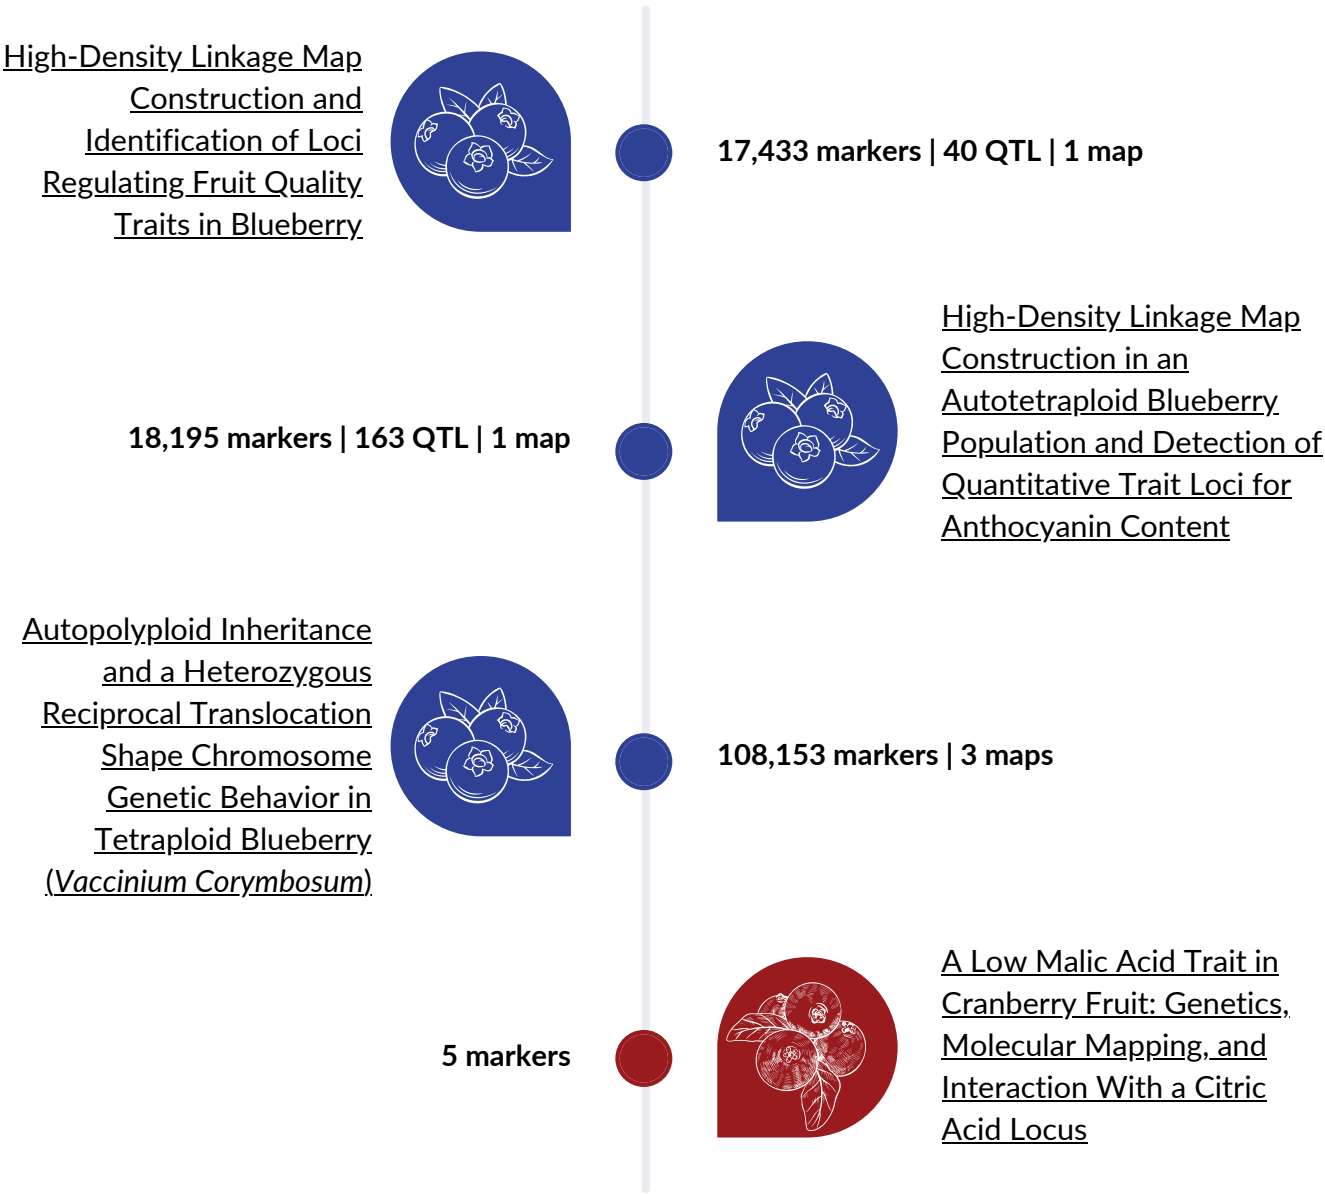 High-Density Linkage Map
Construction and
Identification of Loci
Regulating Fruit Quality
Traits in Blueberry
17,433 markers | 40 QTL | 1 map
18,195 markers | 163 QTL | 1 map
High-Density Linkage Map
Construction in an
Autotetraploid Blueberry
Population and Detection of
Quantitative Trait Loci for
Anthocyanin Content
Autopolyploid Inheritance
and a Heterozygous
Reciprocal Translocation
Shape Chromosome
Genetic Behavior in
Tetraploid Blueberry
(Vaccinium Corymbosum)
108,153 markers | 3 maps
5 markers
A Low Malic Acid Trait in
Cranberry Fruit: Genetics,
Molecular Mapping, and
Interaction With a Citric
Acid Locus